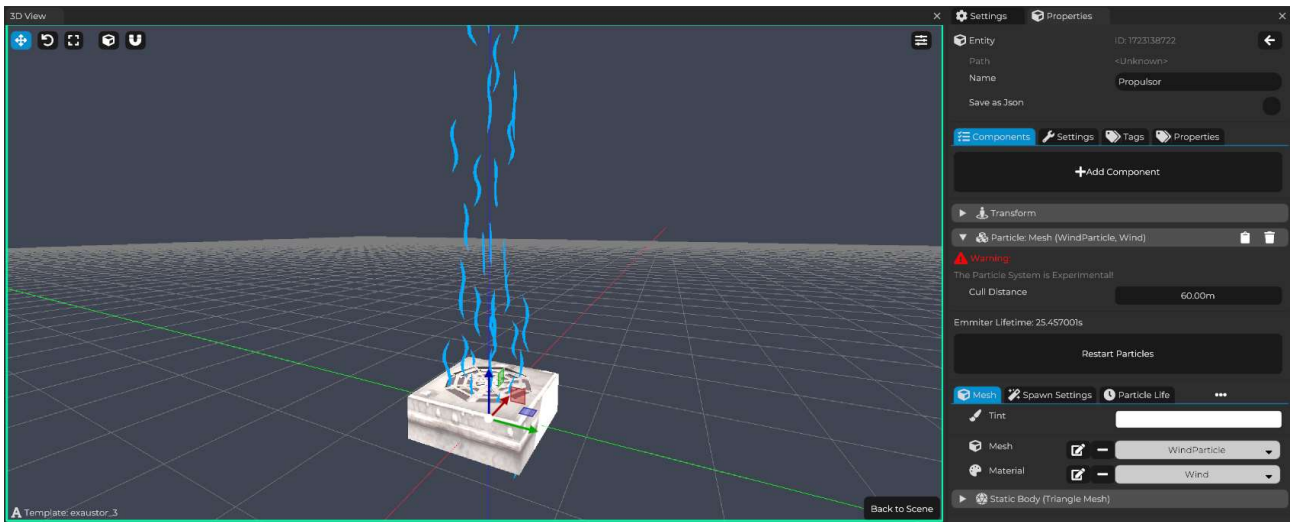 3D View
Settings
Properties
Entity
ID: 1723138722
Path
<Unknown>
Name
Propulsor
Save as Json
Components
Settings
Tags
Properties
+Add Component
Transform
Particle: Mesh (WindParticle, Wind)
Warning!
The Particle System is Experimental!
Cull Distance
60.00m
Emmiter Lifetime: 25.457001s
Restart Particles
Mesh
Spawn Settings
Particle Life
•••
Tint
Mesh
WindParticle
Material
Wind
Static Body (Triangle Mesh)
A Template: exaustor_3
Back to Scene